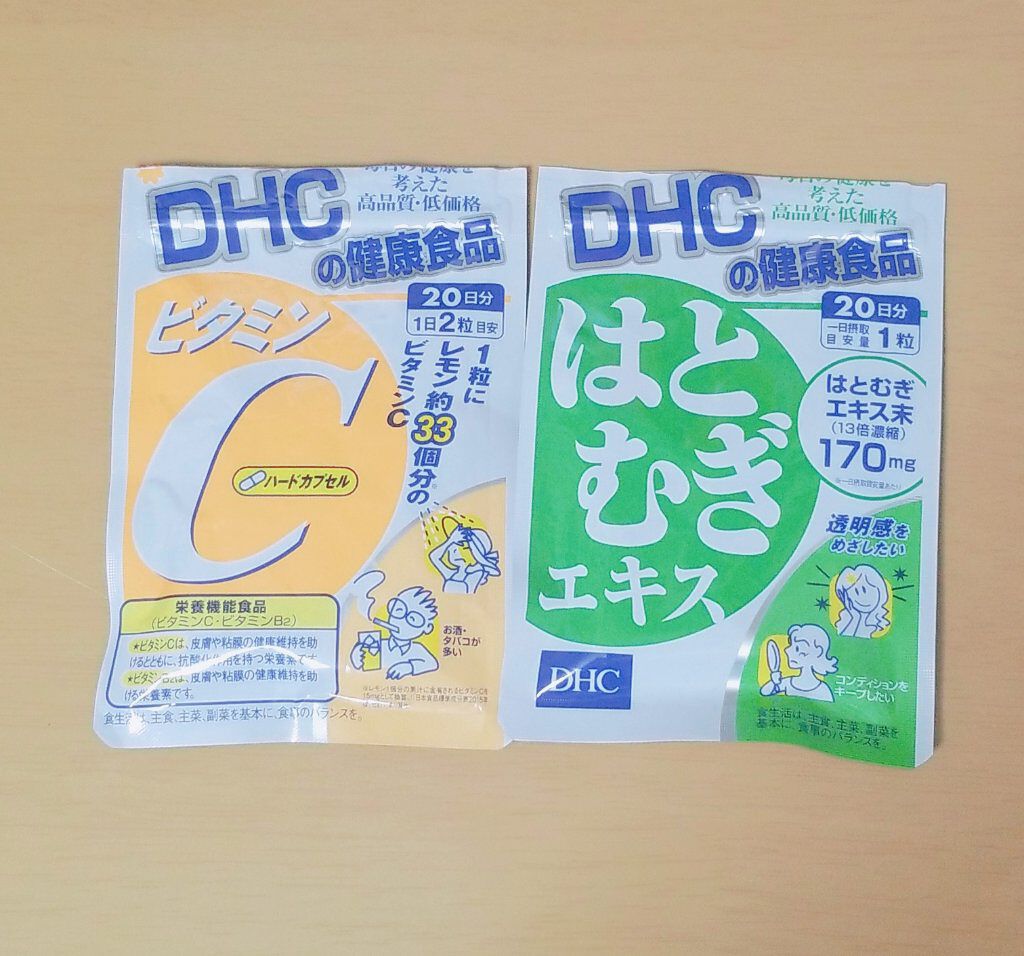 考えた
高品質・低価格
DHC
の健康食品
20日分
1日2粒目安
ビタミン
C
1粒に
レモン約33個分の
ビタミンC
ハードカプセル
栄養機能食品
(ビタミンC・ビタミンB2)
★ビタミンCは、皮膚や粘膜の健康維持を助
けるとともに、抗酸化作用を持つ栄養素です
★ビタミンB2は、皮膚や粘膜の健康維持を助
ける栄養素です。
お酒・
タバコが
多い
食生活は、主食、主菜、副菜を基本に、食事のバランスを。
考えた
高品質・低価格
DHC
の健康食品
20日分
一日摂取
目安量 1粒
はと
むぎ
エキス
はとむぎ
エキス末
(13倍濃縮)
170mg
※一日摂取目安量あたり
透明感を
めざしたい
コンディションを
キープしたい
DHC
食生活は、主食、主菜、副菜を
基本に、食事のバランスを。